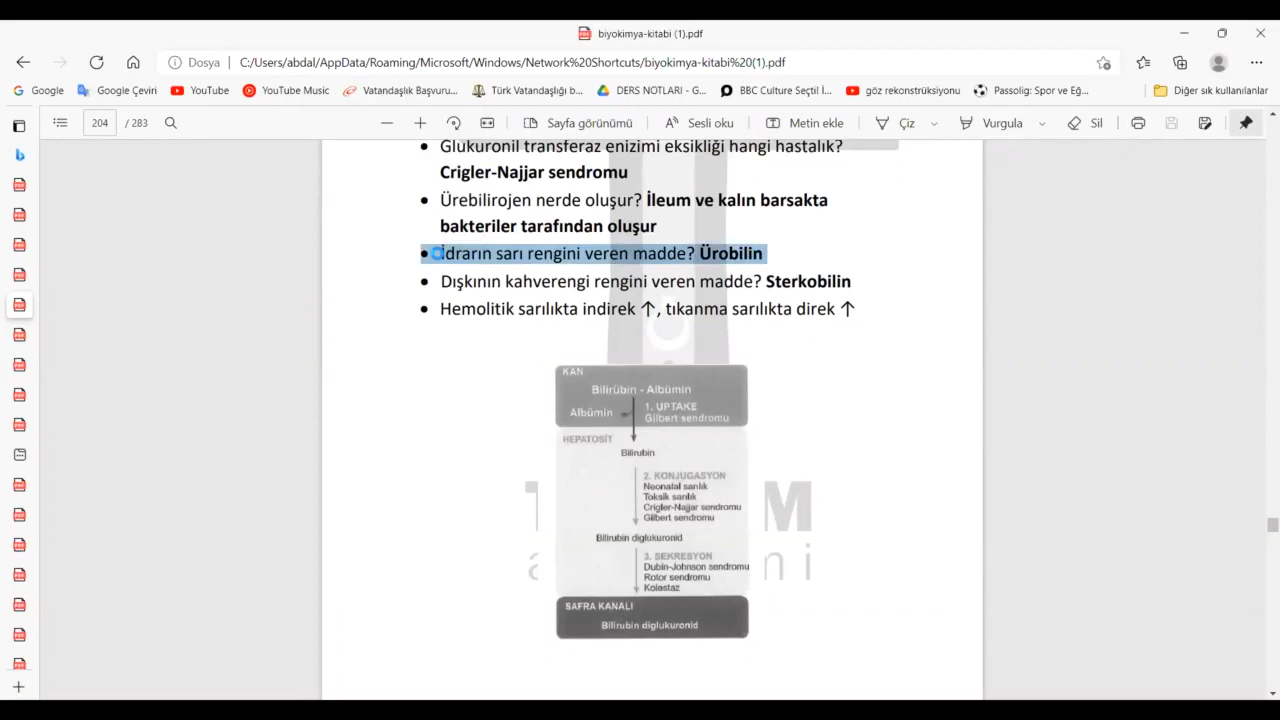 biyokimya-kitabi (1).pdf
Dosya | C:/Users/abdal/AppData/Roaming/Microsoft/Windows/Network%20Shortcuts/biyokimya-kitabi%20(1).pdf
Google Google Çeviri YouTube YouTube Music Vatandaşlık Başvuru... Türk Vatandaşlığı b... DERS NOTLARI - G... BBC Culture Seçtil İ... göz rekonstrüksiyonu Passolig: Spor ve Eğ... Diğer sık kullanılanlar
204 / 283 Sayfa görünümü Sesli oku Metin ekle Çiz Vurgula Sil
• Glukuronil transferaz enizimi eksikliği hangi hastalık?
Crigler-Najjar sendromu
• Ürebilirojen nerde oluşur? İleum ve kalın barsakta
bakteriler tarafından oluşur
• İdrarın sarı rengini veren madde? Ürobilin
• Dışkının kahverengi rengini veren madde? Sterkobilin
• Hemolitik sarılıkta indirek ↑, tıkanma sarılıkta direk ↑
KAN
Bilirübin - Albümin
Albümin
1. UPTAKE
Gilbert sendromu
HEPATOSİT
Bilirubin
2. KONJUGASYON
Neonatal sarılık
Toksik sarılık
Crigler-Najjar sendromu
Gilbert sendromu
Bilirubin diglukuronid
3. SEKRESYON
Dubin-Johnson sendromu
Rotor sendromu
Kolestaz
SAFRA KANALI
Bilirubin diglukuronid